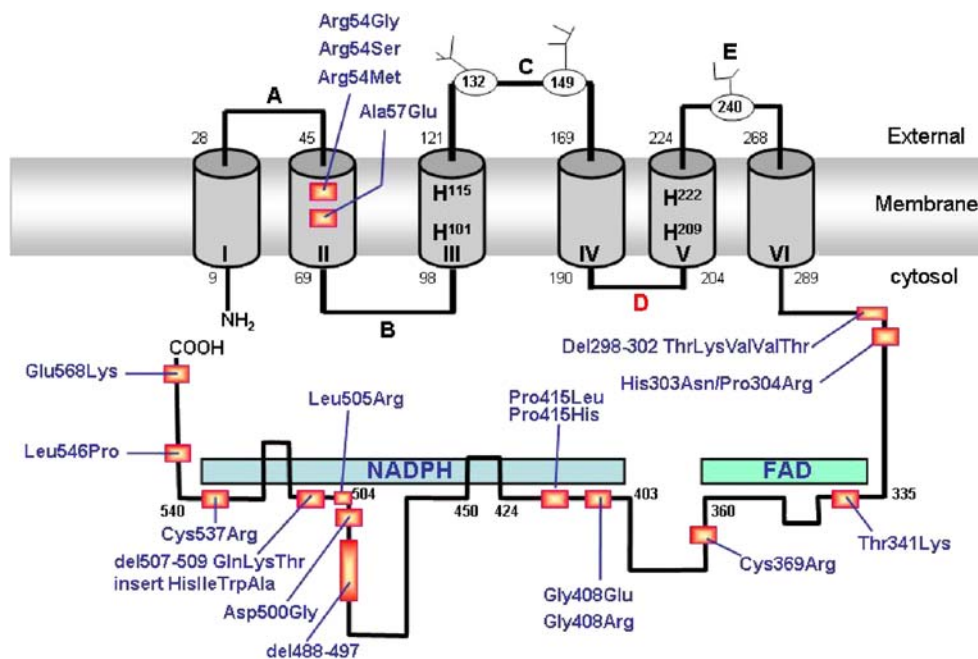 Arg54Gly
Arg54Ser
Arg54Met
Ala57Glu
A
C
E
132
149
240
28
45
121
169
224
268
External
H115
H222
Membrane
H101
H209
I
II
III
IV
V
VI
9
69
98
190
204
289
cytosol
NH2
B
D
COOH
Del298-302 ThrLysValValThr
Glu568Lys
His303Asn/Pro304Arg
Leu505Arg
Pro415Leu
Pro415His
Leu546Pro
NADPH
FAD
540
504
450
424
403
360
335
Cys537Arg
Thr341Lys
del507-509 GlnLysThr
insert HisIleTrpAla
Cys369Arg
Asp500Gly
Gly408Glu
Gly408Arg
del488-497